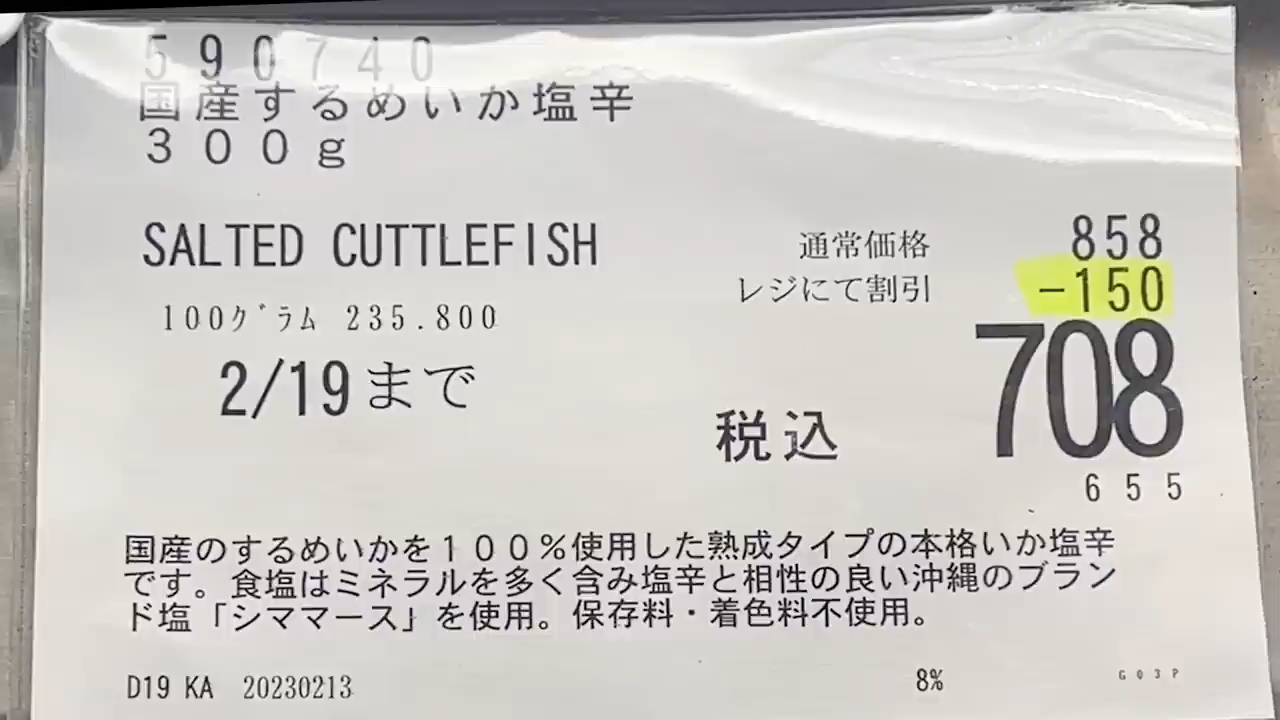 590740
国産するめいか塩辛
３００ｇ
SALTED CUTTLEFISH
通常価格 858
レジにて割引 -150
100ｸﾞﾗﾑ 235.800
708
2/19まで
税込
655
国産のするめいかを１００％使用した熟成タイプの本格いか塩辛
です。食塩はミネラルを多く含み塩辛と相性の良い沖縄のブラン
ド塩「シママース」を使用。保存料・着色料不使用。
D19 KA 20230213 8% G03P